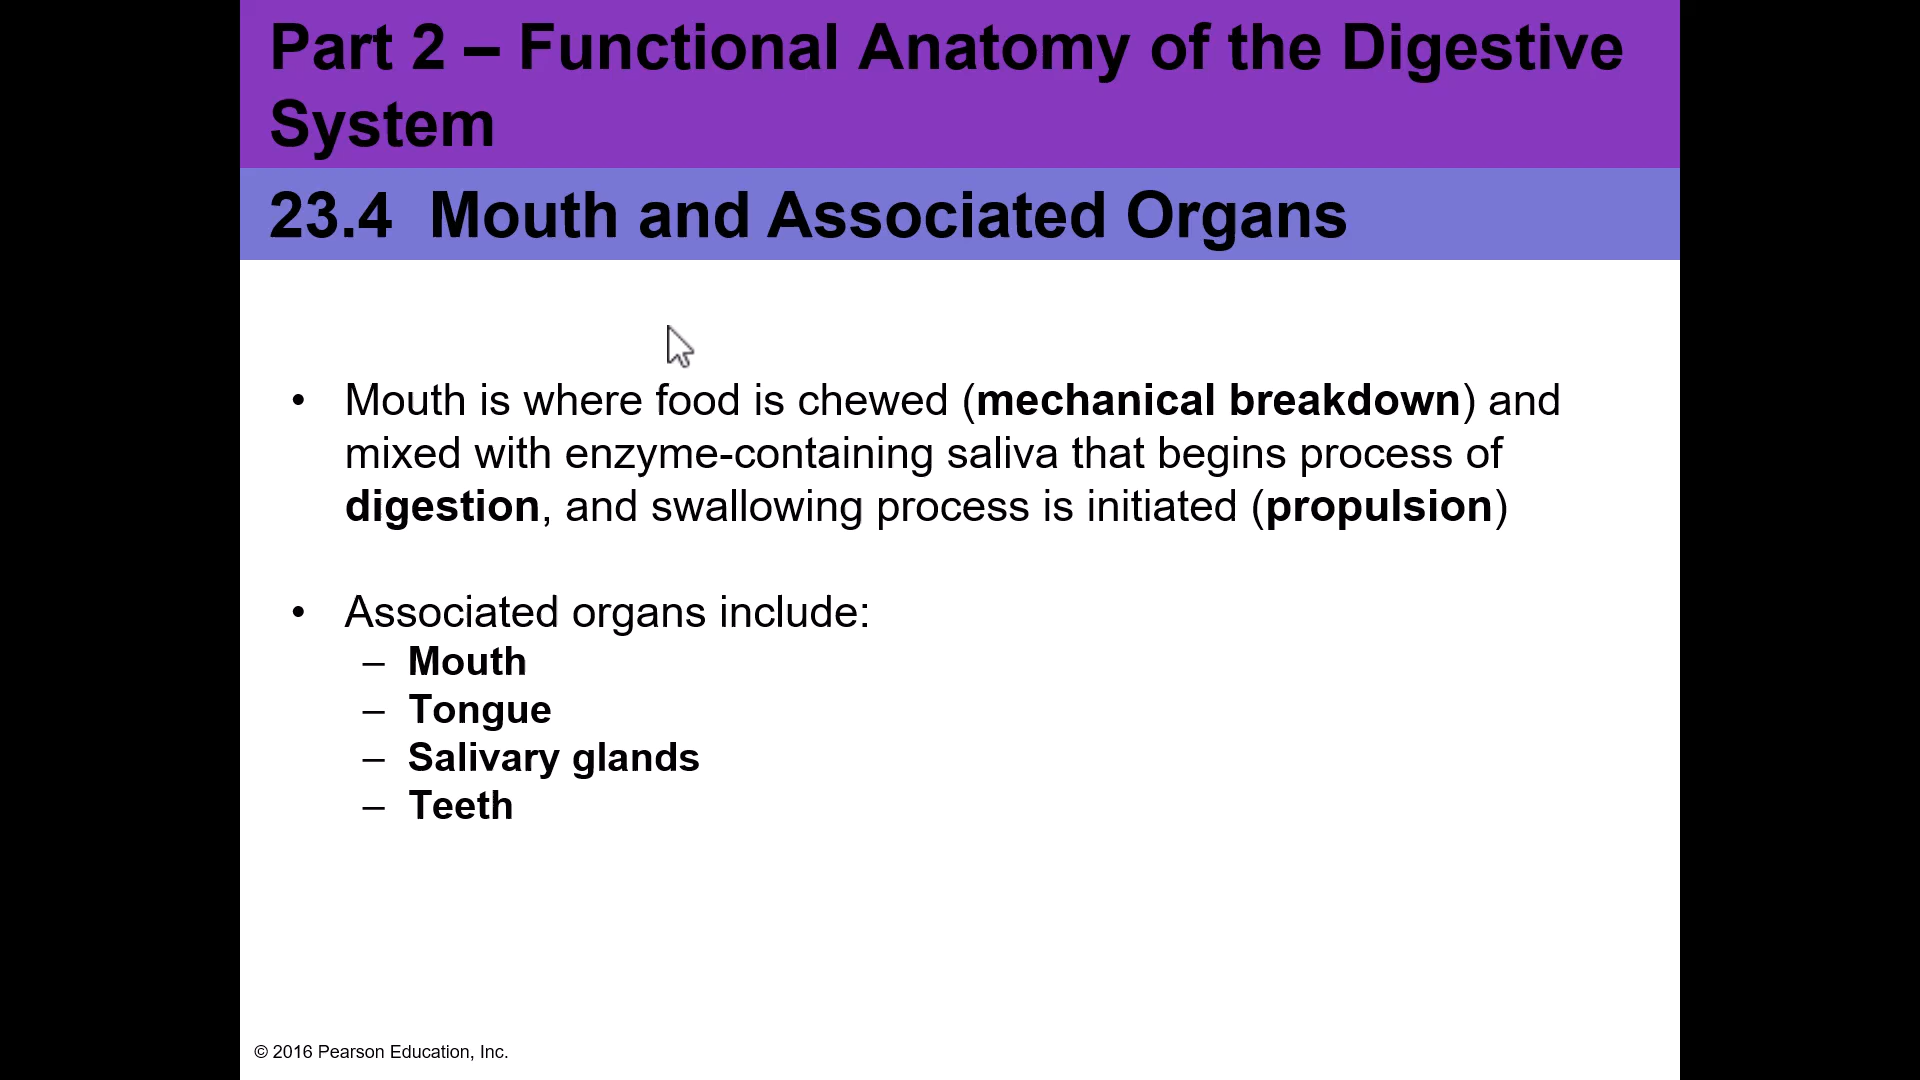 Part 2 – Functional Anatomy of the Digestive
System
23.4 Mouth and Associated Organs
• Mouth is where food is chewed (mechanical breakdown) and
mixed with enzyme-containing saliva that begins process of
digestion, and swallowing process is initiated (propulsion)
• Associated organs include:
– Mouth
– Tongue
– Salivary glands
– Teeth
© 2016 Pearson Education, Inc.